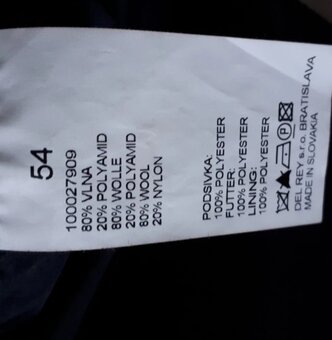 54
100027909
80% VLNA
20% POLYAMID
80% WOLLE
20% POLYAMID
80% WOOL
20% NYLON
PODSIVKA:
100% POLYESTER
FUTTER:
100% POLYESTER
LINING:
100% POLYESTER
DEL REY s.r.o. BRATISLAVA
MADE IN SLOVAKIA